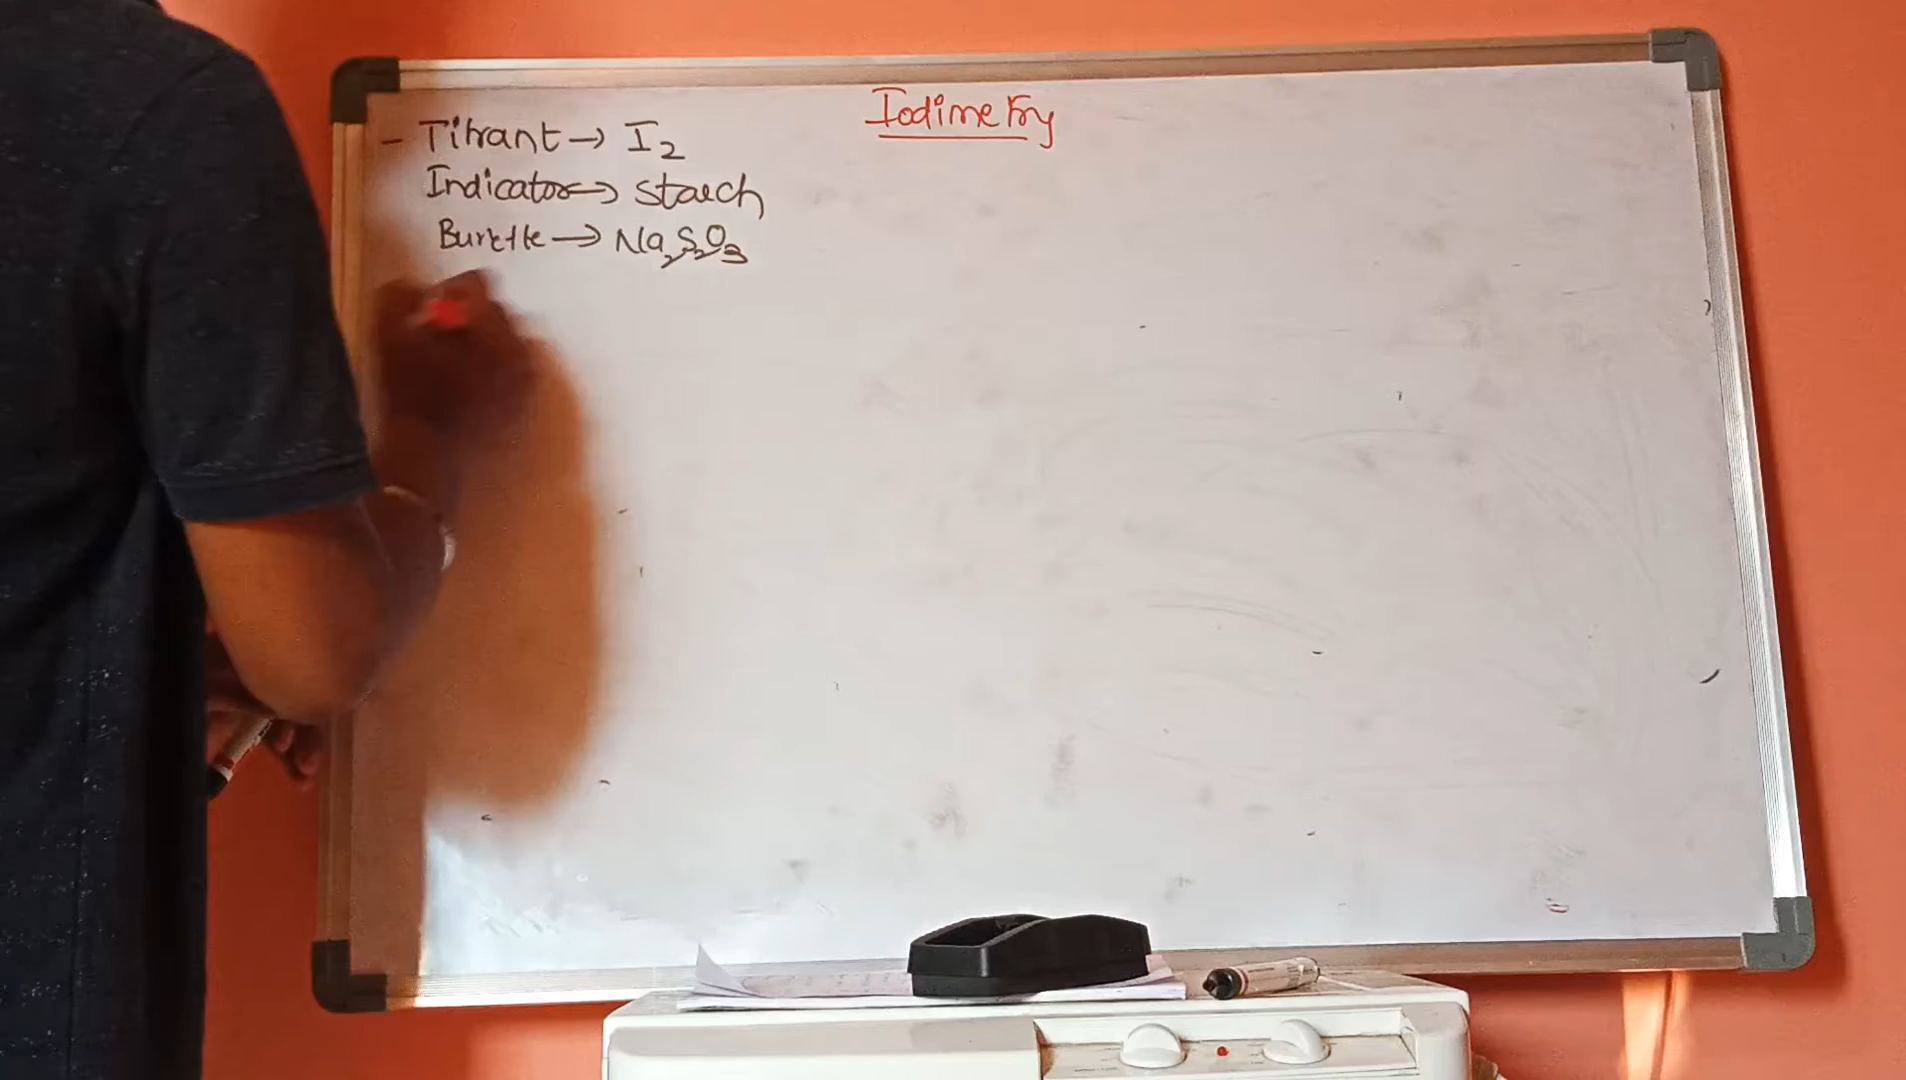 Iodimetry
- Titrant → I₂
Indicator → starch
Burette → Na₂S₂O₃